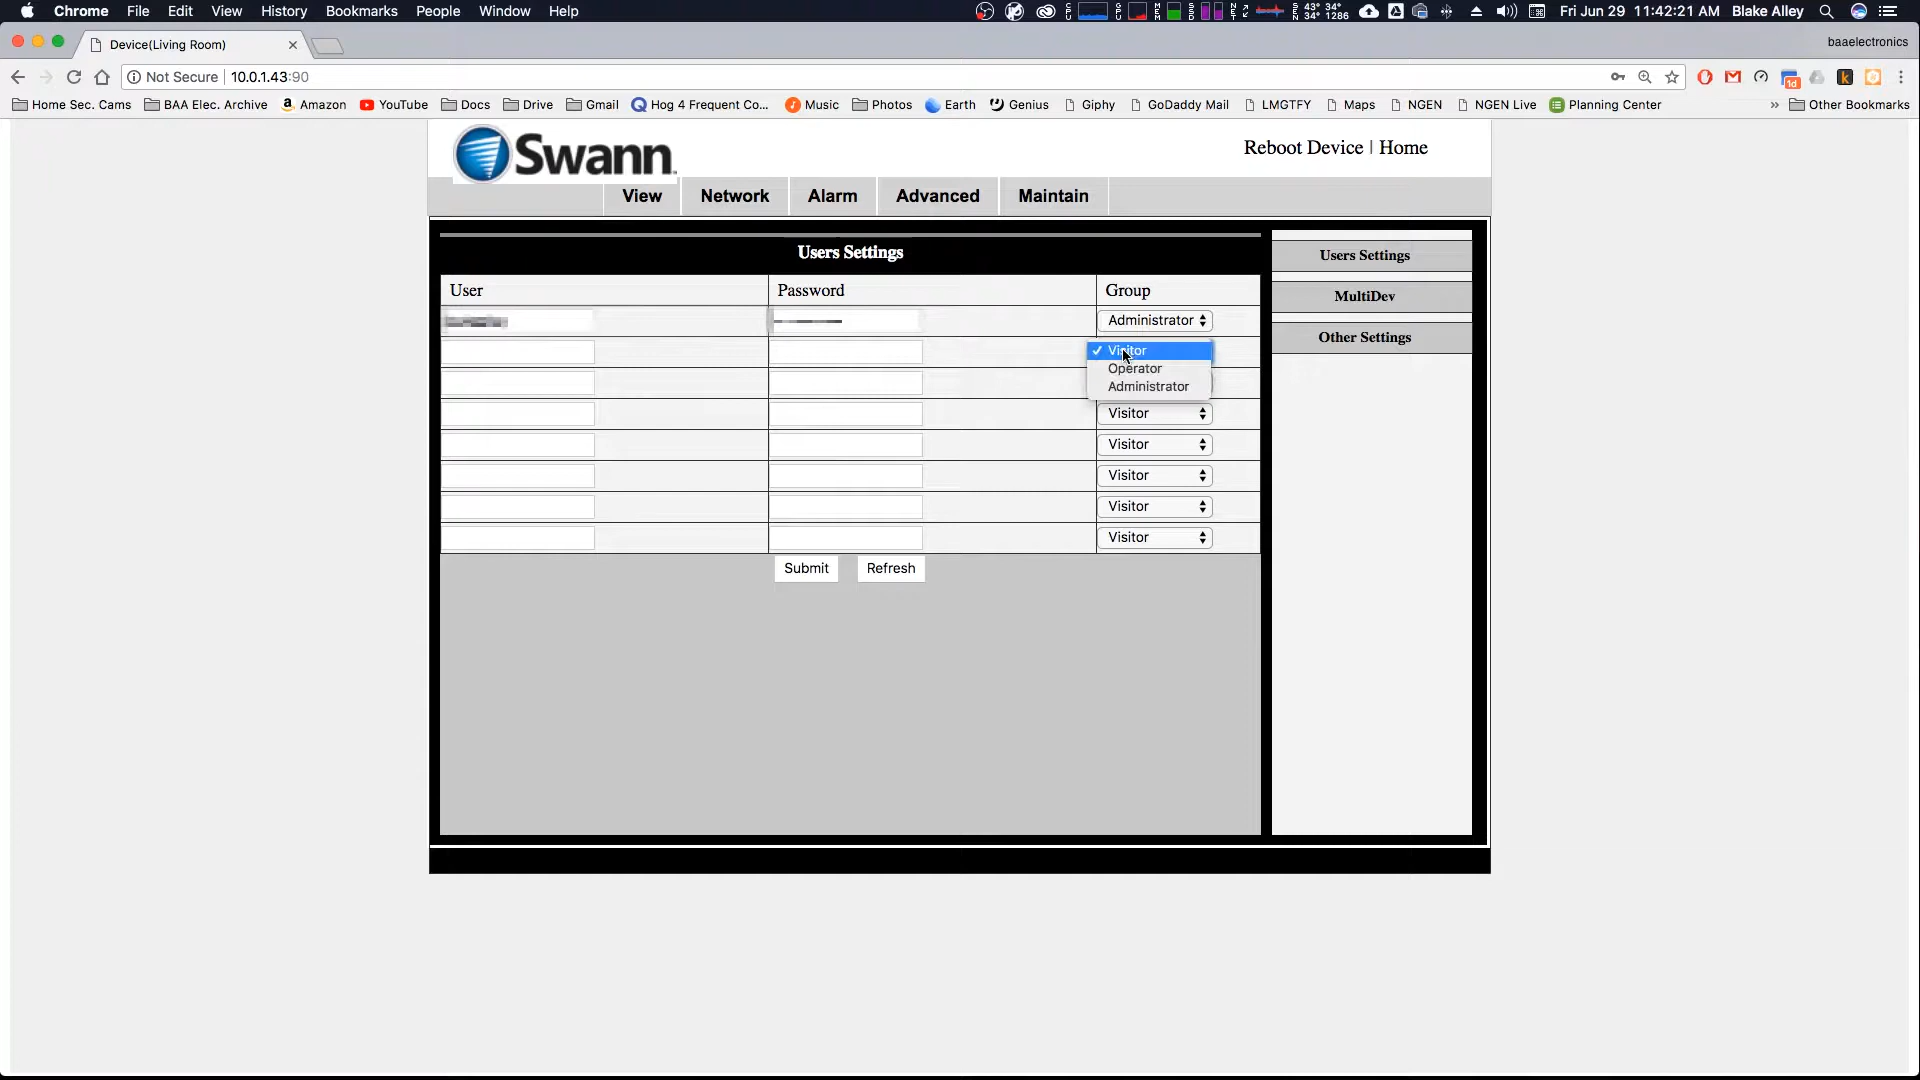 Chrome File Edit View History Bookmarks People Window Help Fri Jun 29 11:42:21 AM Blake Alley
Device(Living Room) baaelectronics
Not Secure 10.0.1.43:90
Home Sec. Cams BAA Elec. Archive Amazon YouTube Docs Drive Gmail Hog 4 Frequent Co... Music Photos Earth Genius Giphy GoDaddy Mail LMGTFY Maps NGEN NGEN Live Planning Center » Other Bookmarks
Swann
Reboot Device | Home
View Network Alarm Advanced Maintain
Users Settings
User Password Group
Administrator
Visitor
Operator
Administrator
Visitor
Visitor
Visitor
Visitor
Visitor
Submit Refresh
Users Settings
MultiDev
Other Settings